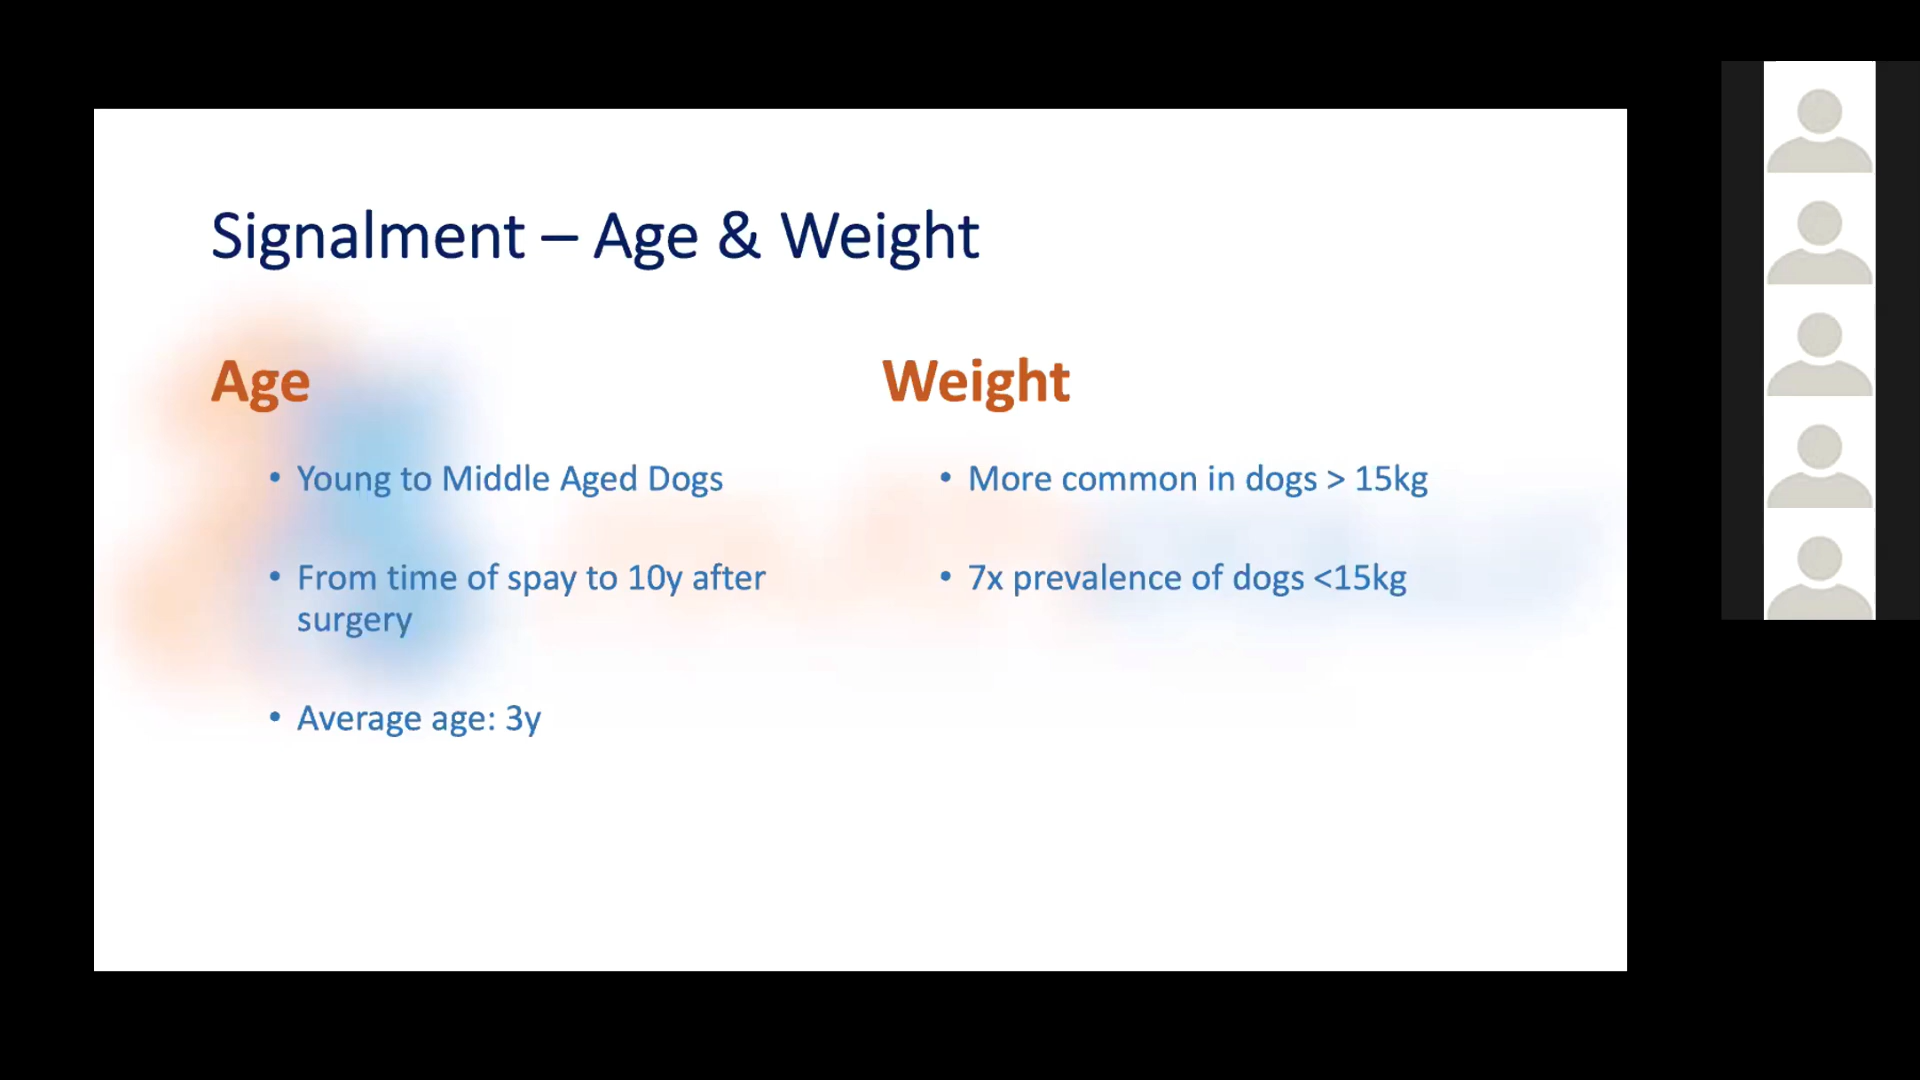 Signalment – Age & Weight
Age
• Young to Middle Aged Dogs
• From time of spay to 10y after
surgery
• Average age: 3y
Weight
• More common in dogs > 15kg
• 7x prevalence of dogs <15kg